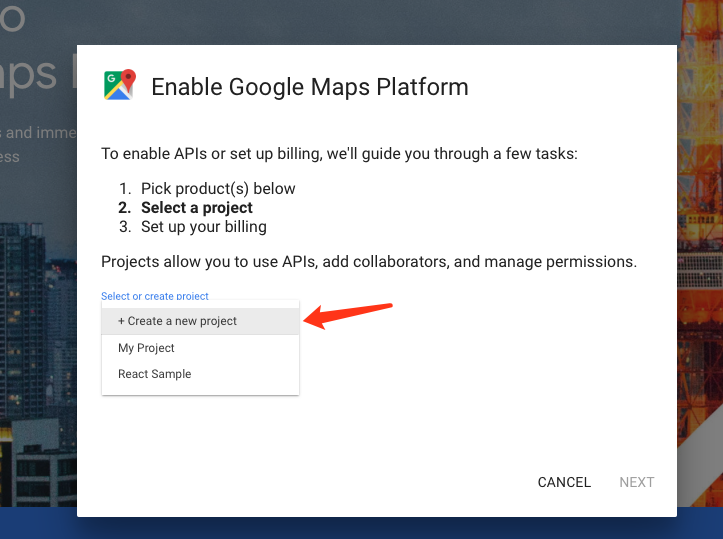 o
aps
Enable Google Maps Platform
s and imme
ess
To enable APIs or set up billing, we'll guide you through a few tasks:
1. Pick product(s) below
2. Select a project
3. Set up your billing
Projects allow you to use APIs, add collaborators, and manage permissions.
Select or create project
+ Create a new project
My Project
React Sample
CANCEL NEXT